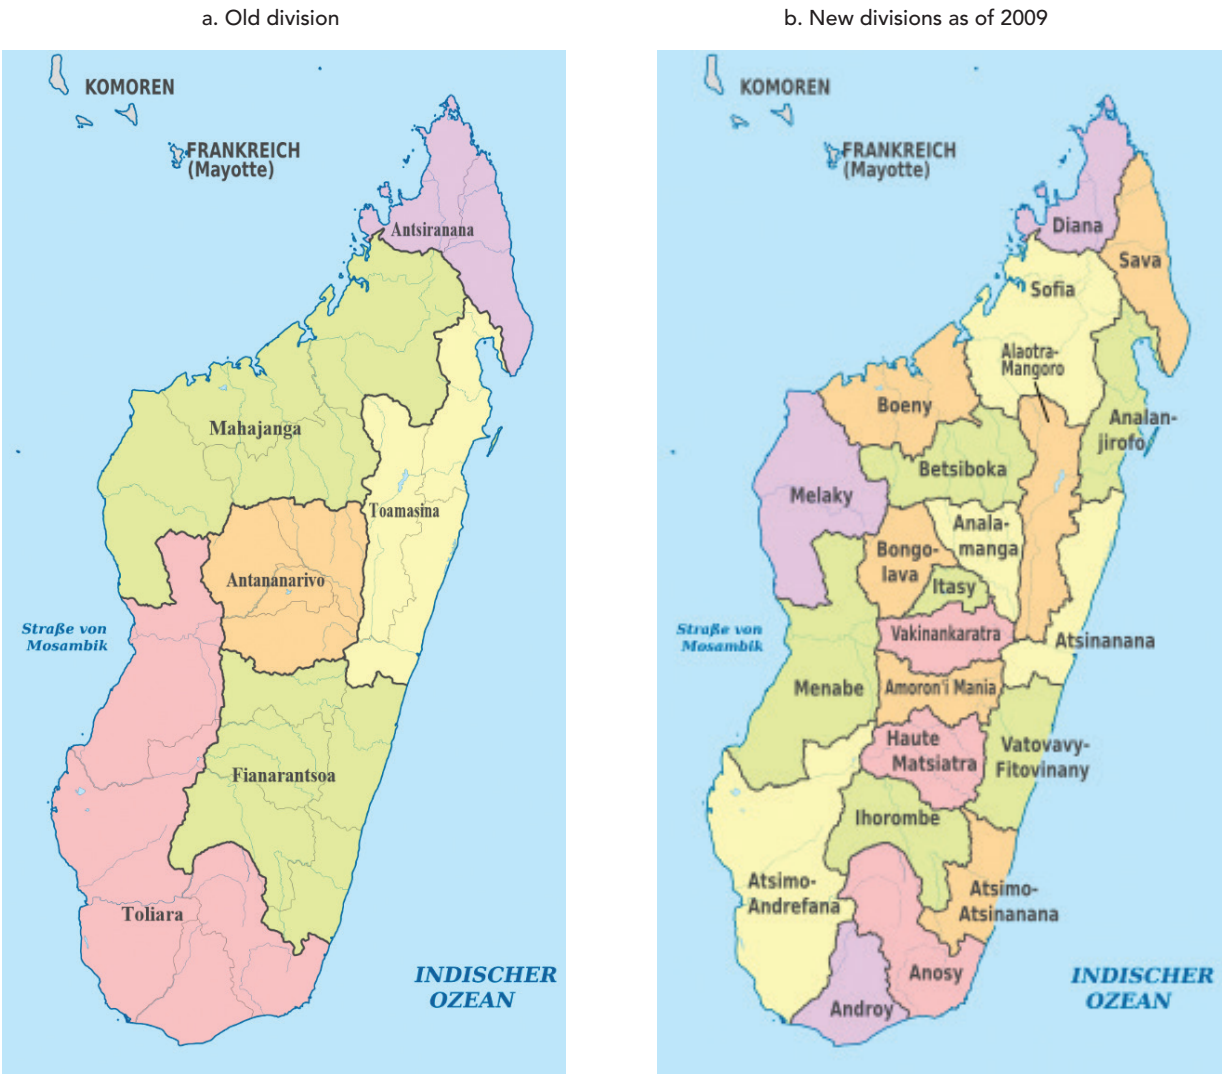 a. Old division
KOMOREN
FRANKREICH
(Mayotte)
Antsiranana
Mahajanga
Toamasina
Antananarivo
Straße von
Mosambik
Fianarantsoa
Toliara
INDISCHER
OZEAN
b. New divisions as of 2009
KOMOREN
FRANKREICH
(Mayotte)
Diana
Sava
Sofia
Alaotra-
Mangoro
Boeny
Analan-
jirofo
Betsiboka
Melaky
Anala-
manga
Bongo-
lava
Itasy
Straße von
Mosambik
Vakinankaratra
Atsinanana
Menabe
Amoron'i Mania
Haute
Matsiatra
Vatovavy-
Fitovinany
Ihorombe
Atsimo-
Andrefana
Atsimo-
Atsinanana
Anosy
Androy
INDISCHER
OZEAN